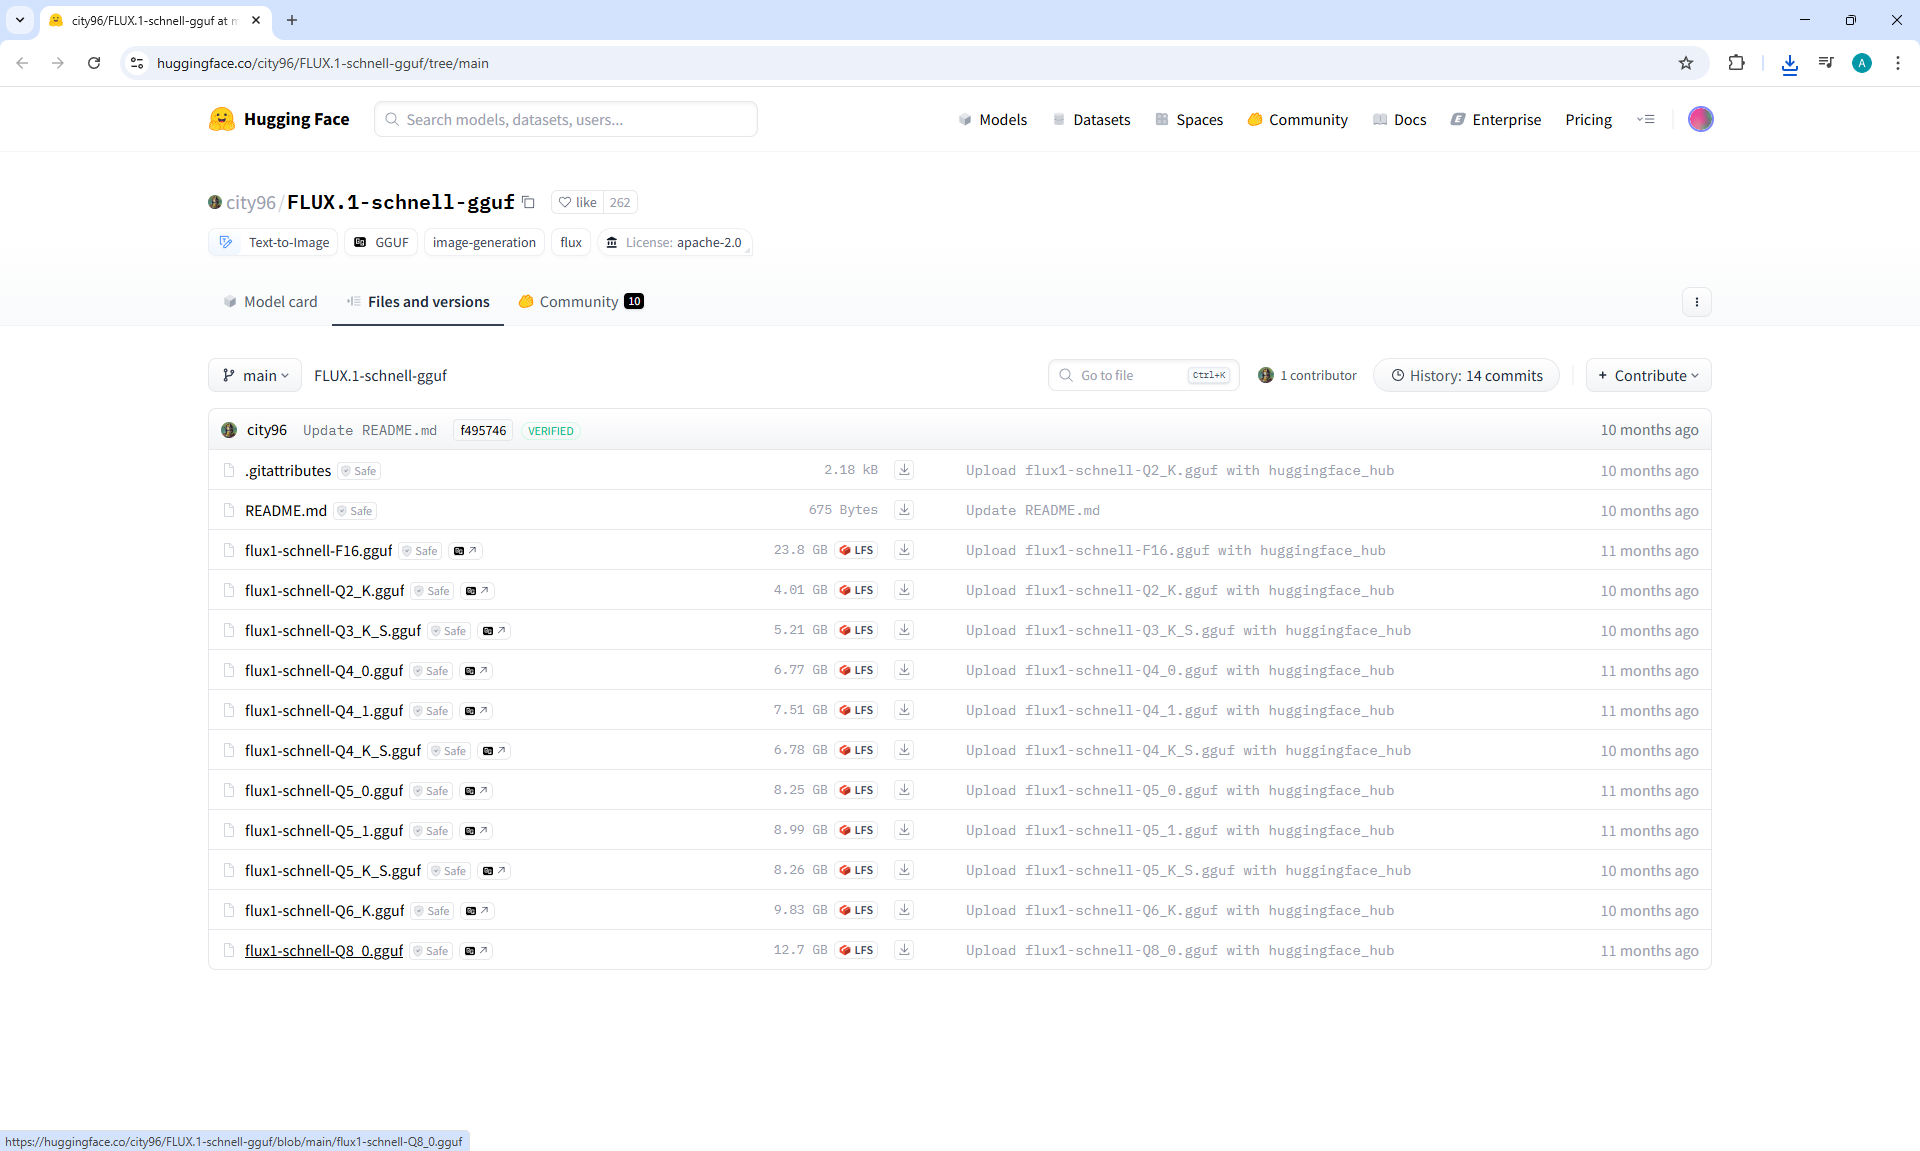 city96/FLUX.1-schnell-gguf at m
huggingface.co/city96/FLUX.1-schnell-gguf/tree/main
A
Hugging Face
Search models, datasets, users...
Models
Datasets
Spaces
Community
Docs
Enterprise
Pricing
city96/FLUX.1-schnell-gguf
like 262
Text-to-Image
GGUF
image-generation
flux
License: apache-2.0
Model card
Files and versions
Community 10
main
FLUX.1-schnell-gguf
Go to file Ctrl+K
1 contributor
History: 14 commits
+ Contribute
city96 Update README.md f495746 VERIFIED 10 months ago
.gitattributes Safe 2.18 kB Upload flux1-schnell-Q2_K.gguf with huggingface_hub 10 months ago
README.md Safe 675 Bytes Update README.md 10 months ago
flux1-schnell-F16.gguf Safe 23.8 GB LFS Upload flux1-schnell-F16.gguf with huggingface_hub 11 months ago
flux1-schnell-Q2_K.gguf Safe 4.01 GB LFS Upload flux1-schnell-Q2_K.gguf with huggingface_hub 10 months ago
flux1-schnell-Q3_K_S.gguf Safe 5.21 GB LFS Upload flux1-schnell-Q3_K_S.gguf with huggingface_hub 10 months ago
flux1-schnell-Q4_0.gguf Safe 6.77 GB LFS Upload flux1-schnell-Q4_0.gguf with huggingface_hub 11 months ago
flux1-schnell-Q4_1.gguf Safe 7.51 GB LFS Upload flux1-schnell-Q4_1.gguf with huggingface_hub 11 months ago
flux1-schnell-Q4_K_S.gguf Safe 6.78 GB LFS Upload flux1-schnell-Q4_K_S.gguf with huggingface_hub 10 months ago
flux1-schnell-Q5_0.gguf Safe 8.25 GB LFS Upload flux1-schnell-Q5_0.gguf with huggingface_hub 11 months ago
flux1-schnell-Q5_1.gguf Safe 8.99 GB LFS Upload flux1-schnell-Q5_1.gguf with huggingface_hub 11 months ago
flux1-schnell-Q5_K_S.gguf Safe 8.26 GB LFS Upload flux1-schnell-Q5_K_S.gguf with huggingface_hub 10 months ago
flux1-schnell-Q6_K.gguf Safe 9.83 GB LFS Upload flux1-schnell-Q6_K.gguf with huggingface_hub 10 months ago
flux1-schnell-Q8_0.gguf Safe 12.7 GB LFS Upload flux1-schnell-Q8_0.gguf with huggingface_hub 11 months ago
https://huggingface.co/city96/FLUX.1-schnell-gguf/blob/main/flux1-schnell-Q8_0.gguf